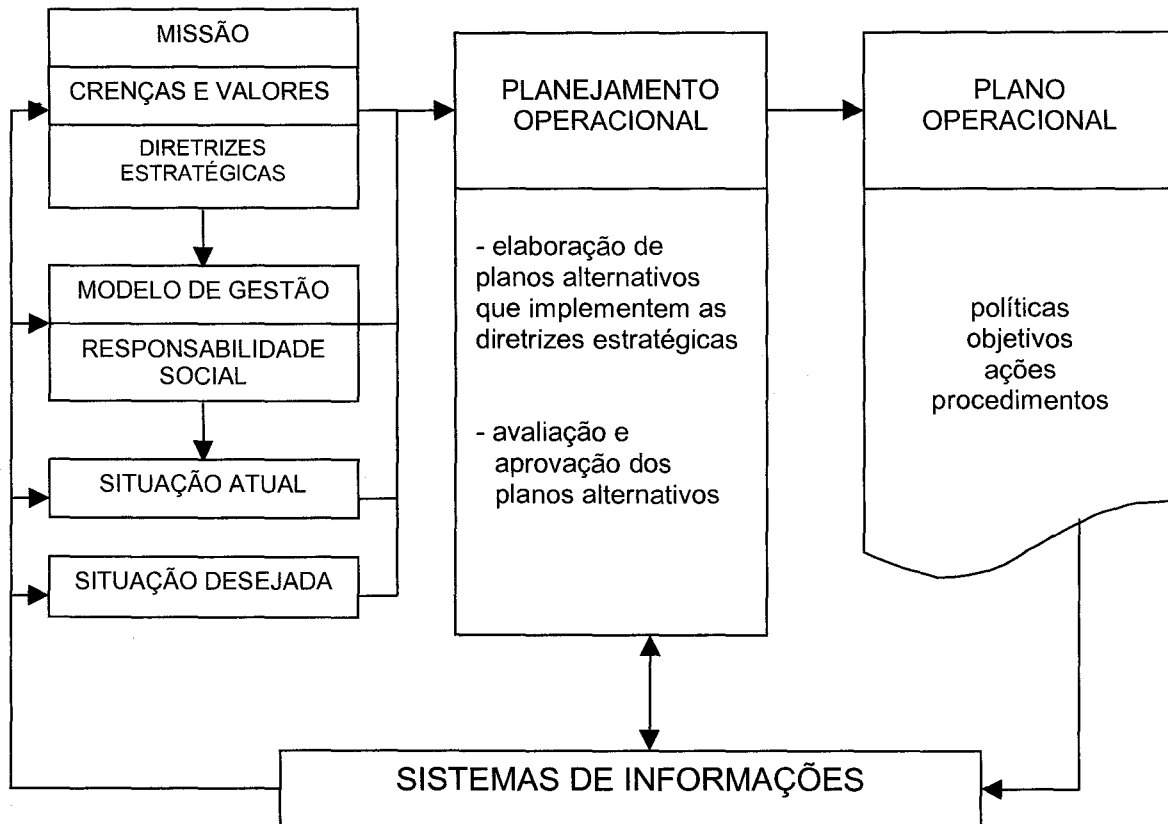 MISSÃO
CRENÇAS E VALORES
DIRETRIZES
ESTRATÉGICAS
MODELO DE GESTÃO
RESPONSABILIDADE
SOCIAL
SITUAÇÃO ATUAL
SITUAÇÃO DESEJADA
PLANEJAMENTO
OPERACIONAL
- elaboração de
planos alternativos
que implementem as
diretrizes estratégicas
- avaliação e
aprovação dos
planos alternativos
PLANO
OPERACIONAL
políticas
objetivos
ações
procedimentos
SISTEMAS DE INFORMAÇÕES